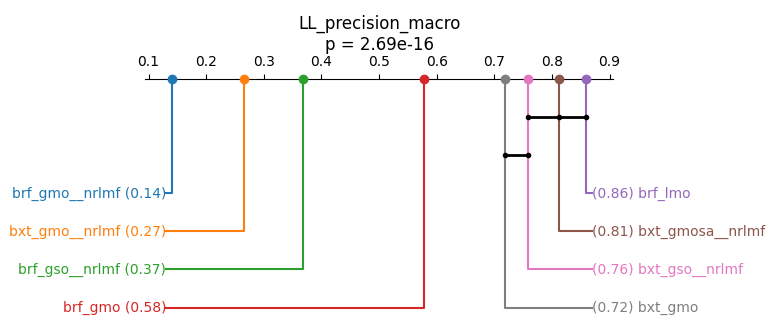 LL_precision_macro
p = 2.69e-16
0.1 0.2 0.3 0.4 0.5 0.6 0.7 0.8 0.9
brf_gmo__nrlmf (0.14) (0.86) brf_lmo
bxt_gmo__nrlmf (0.27) (0.81) bxt_gmosa__nrlmf
brf_gso__nrlmf (0.37) (0.76) bxt_gso__nrlmf
brf_gmo (0.58) (0.72) bxt_gmo